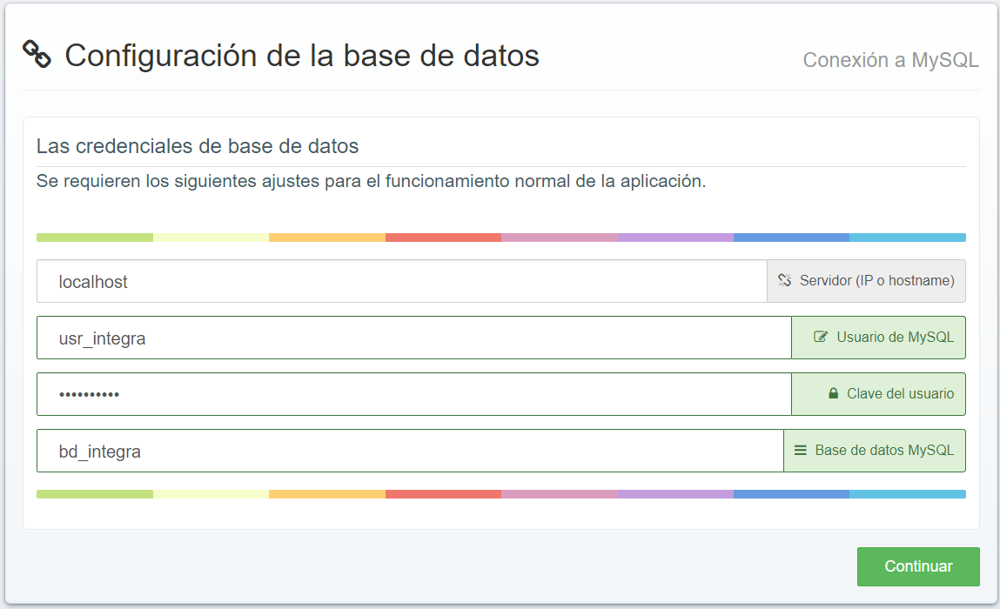 Configuración de la base de datos
Conexión a MySQL
Las credenciales de base de datos
Se requieren los siguientes ajustes para el funcionamiento normal de la aplicación.
localhost
Servidor (IP o hostname)
usr_integra
Usuario de MySQL
••••••••••
Clave del usuario
bd_integra
Base de datos MySQL
Continuar